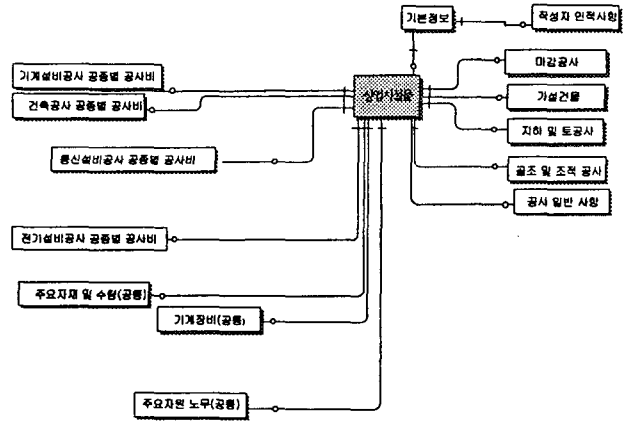 기본정보
작성자 인적사항
기계설비공사 공종별 공사비
건축공사 공종별 공사비
통신설비공사 공종별 공사비
전기설비공사 공종별 공사비
주요자재 및 수량(공통)
기계장비(공통)
주요자원 노무(공통)
마감공사
가설건물
지하 및 토공사
골조 및 조적 공사
공사 일반 사항